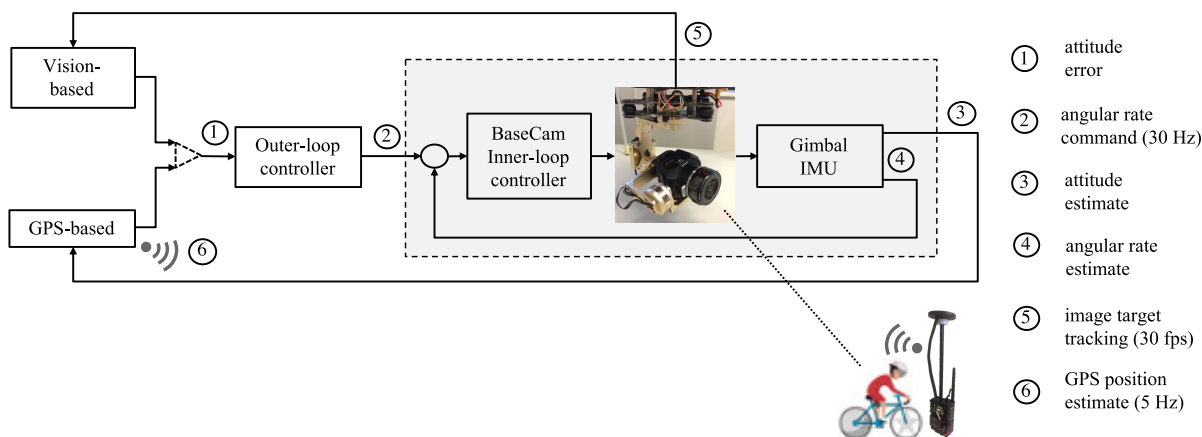 Vision-
based
GPS-based
6
1
Outer-loop
controller
2
BaseCam
Inner-loop
controller
5
Gimbal
IMU
3
4
1 attitude
error
2 angular rate
command (30 Hz)
3 attitude
estimate
4 angular rate
estimate
5 image target
tracking (30 fps)
6 GPS position
estimate (5 Hz)